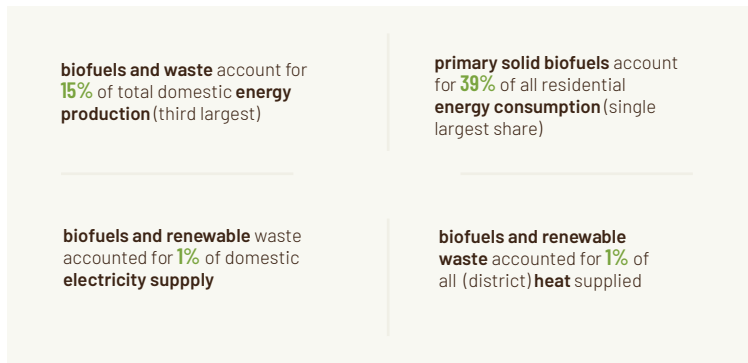 biofuels and waste account for
15% of total domestic energy
production (third largest)
primary solid biofuels account
for 39% of all residential
energy consumption (single
largest share)
biofuels and renewable waste
accounted for 1% of domestic
electricity suppply
biofuels and renewable
waste accounted for 1% of
all (district) heat supplied